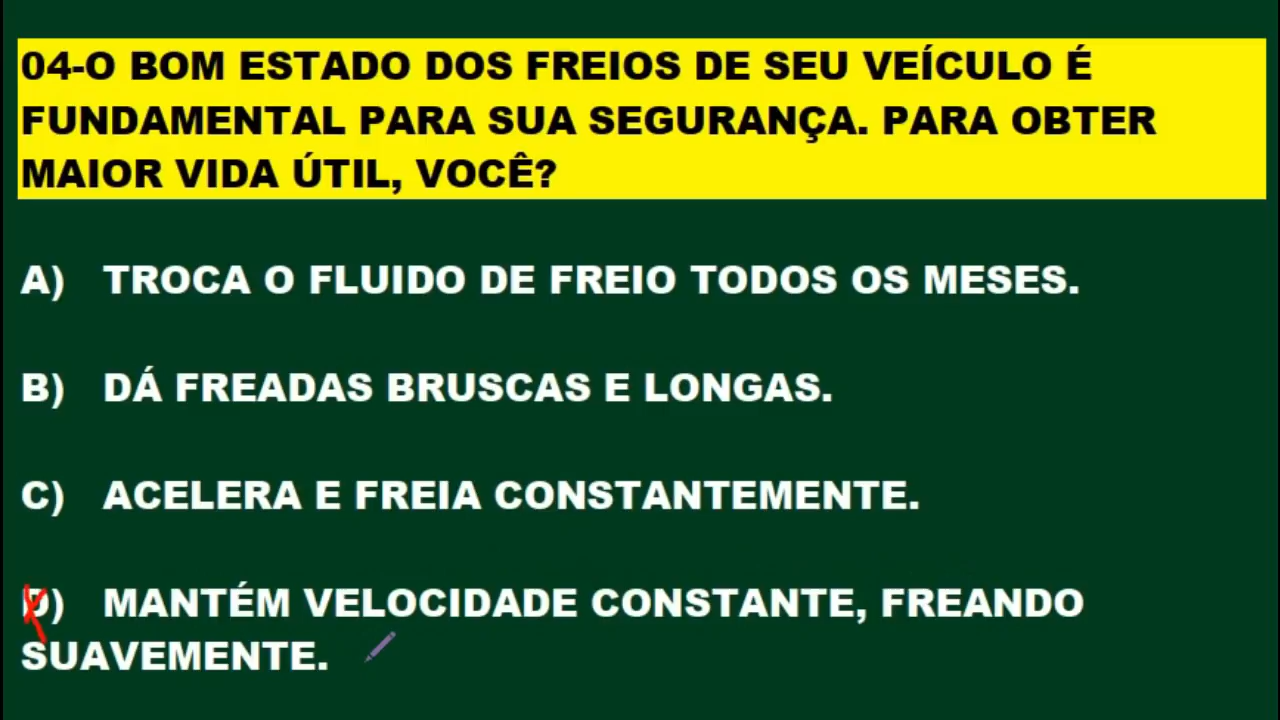 04-O BOM ESTADO DOS FREIOS DE SEU VEÍCULO É
FUNDAMENTAL PARA SUA SEGURANÇA. PARA OBTER
MAIOR VIDA ÚTIL, VOCÊ?
A) TROCA O FLUIDO DE FREIO TODOS OS MESES.
B) DÁ FREADAS BRUSCAS E LONGAS.
C) ACELERA E FREIA CONSTANTEMENTE.
D) MANTÉM VELOCIDADE CONSTANTE, FREANDO
SUAVEMENTE.